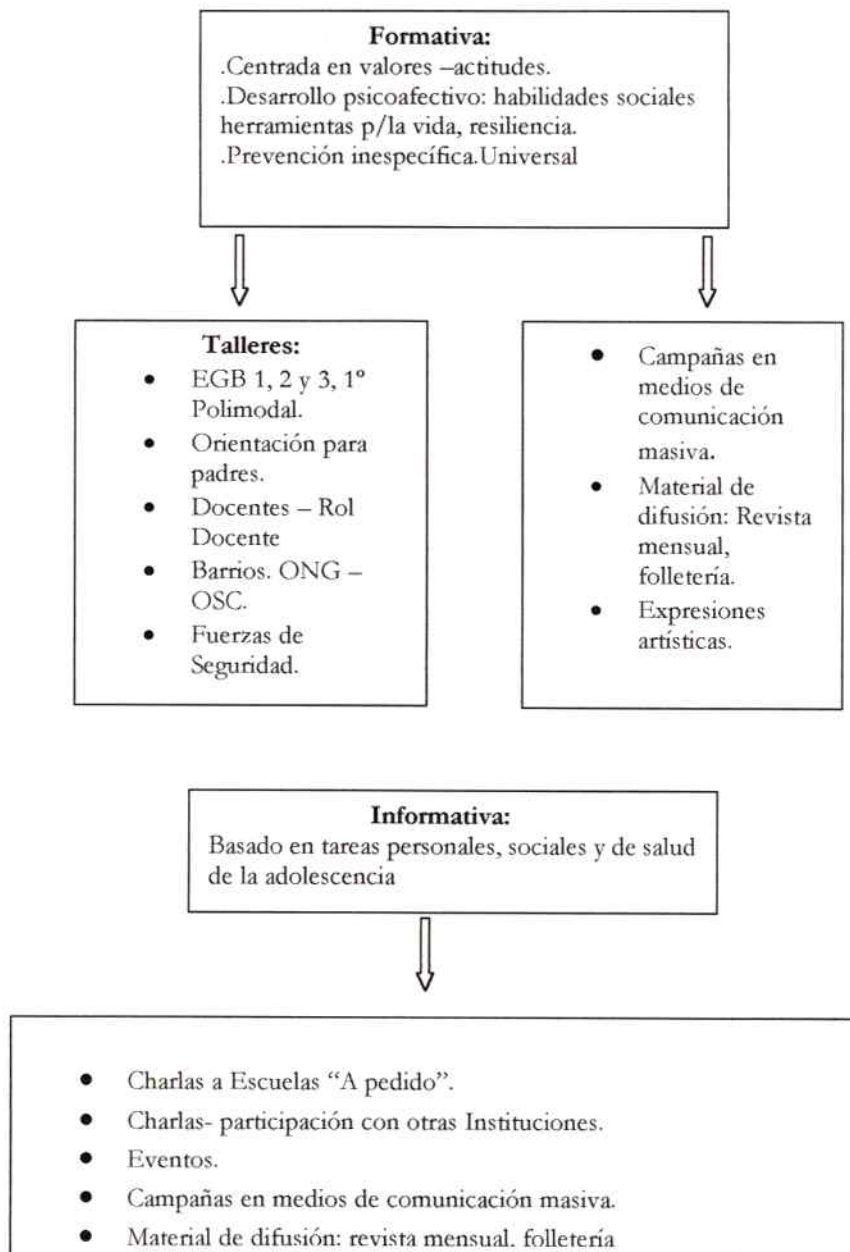 Formativa:
.Centrada en valores –actitudes.
.Desarrollo psicoafectivo: habilidades sociales
herramientas p/la vida, resiliencia.
.Prevención inespecífica.Universal
Talleres:
• EGB 1, 2 y 3, 1º
Polimodal.
• Orientación para
padres.
• Docentes – Rol
Docente
• Barrios. ONG –
OSC.
• Fuerzas de
Seguridad.
• Campañas en
medios de
comunicación
masiva.
• Material de
difusión: Revista
mensual,
folletería.
• Expresiones
artísticas.
Informativa:
Basado en tareas personales, sociales y de salud
de la adolescencia
• Charlas a Escuelas “A pedido”.
• Charlas- participación con otras Instituciones.
• Eventos.
• Campañas en medios de comunicación masiva.
• Material de difusión: revista mensual. folletería